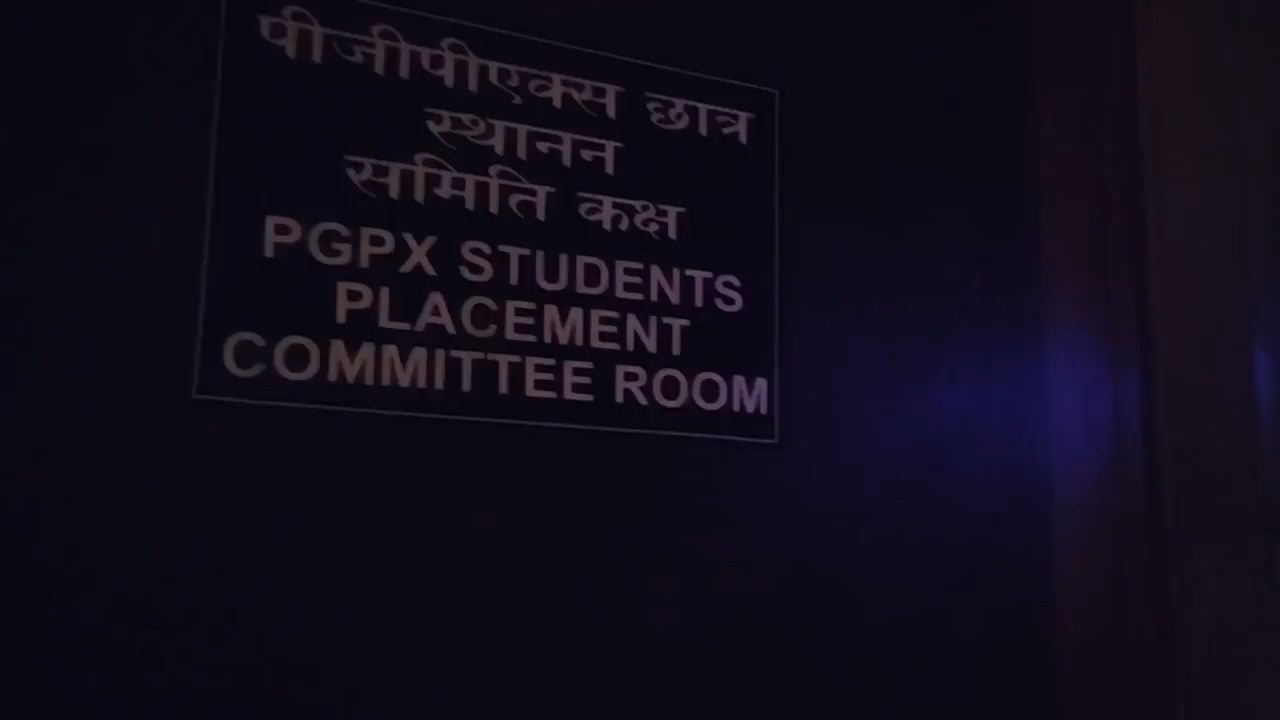 पीजीपीएक्स छात्र
स्थानन
समिति कक्ष
PGPX STUDENTS
PLACEMENT
COMMITTEE ROOM